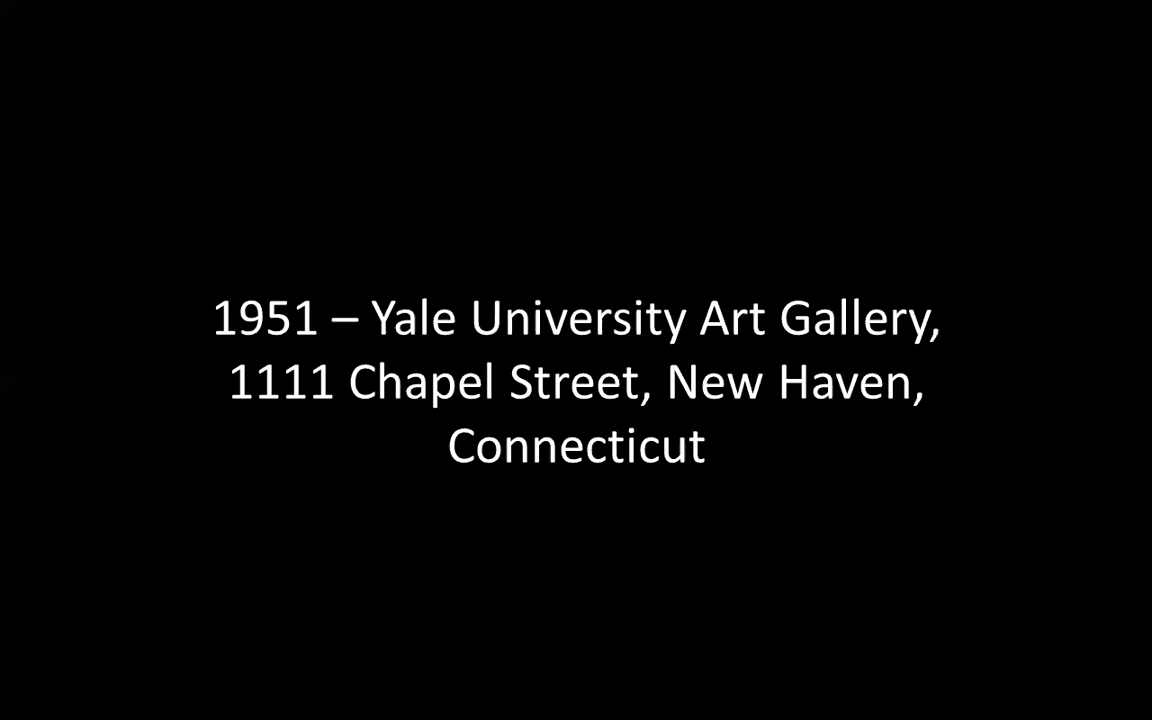 1951 – Yale University Art Gallery,
1111 Chapel Street, New Haven,
Connecticut